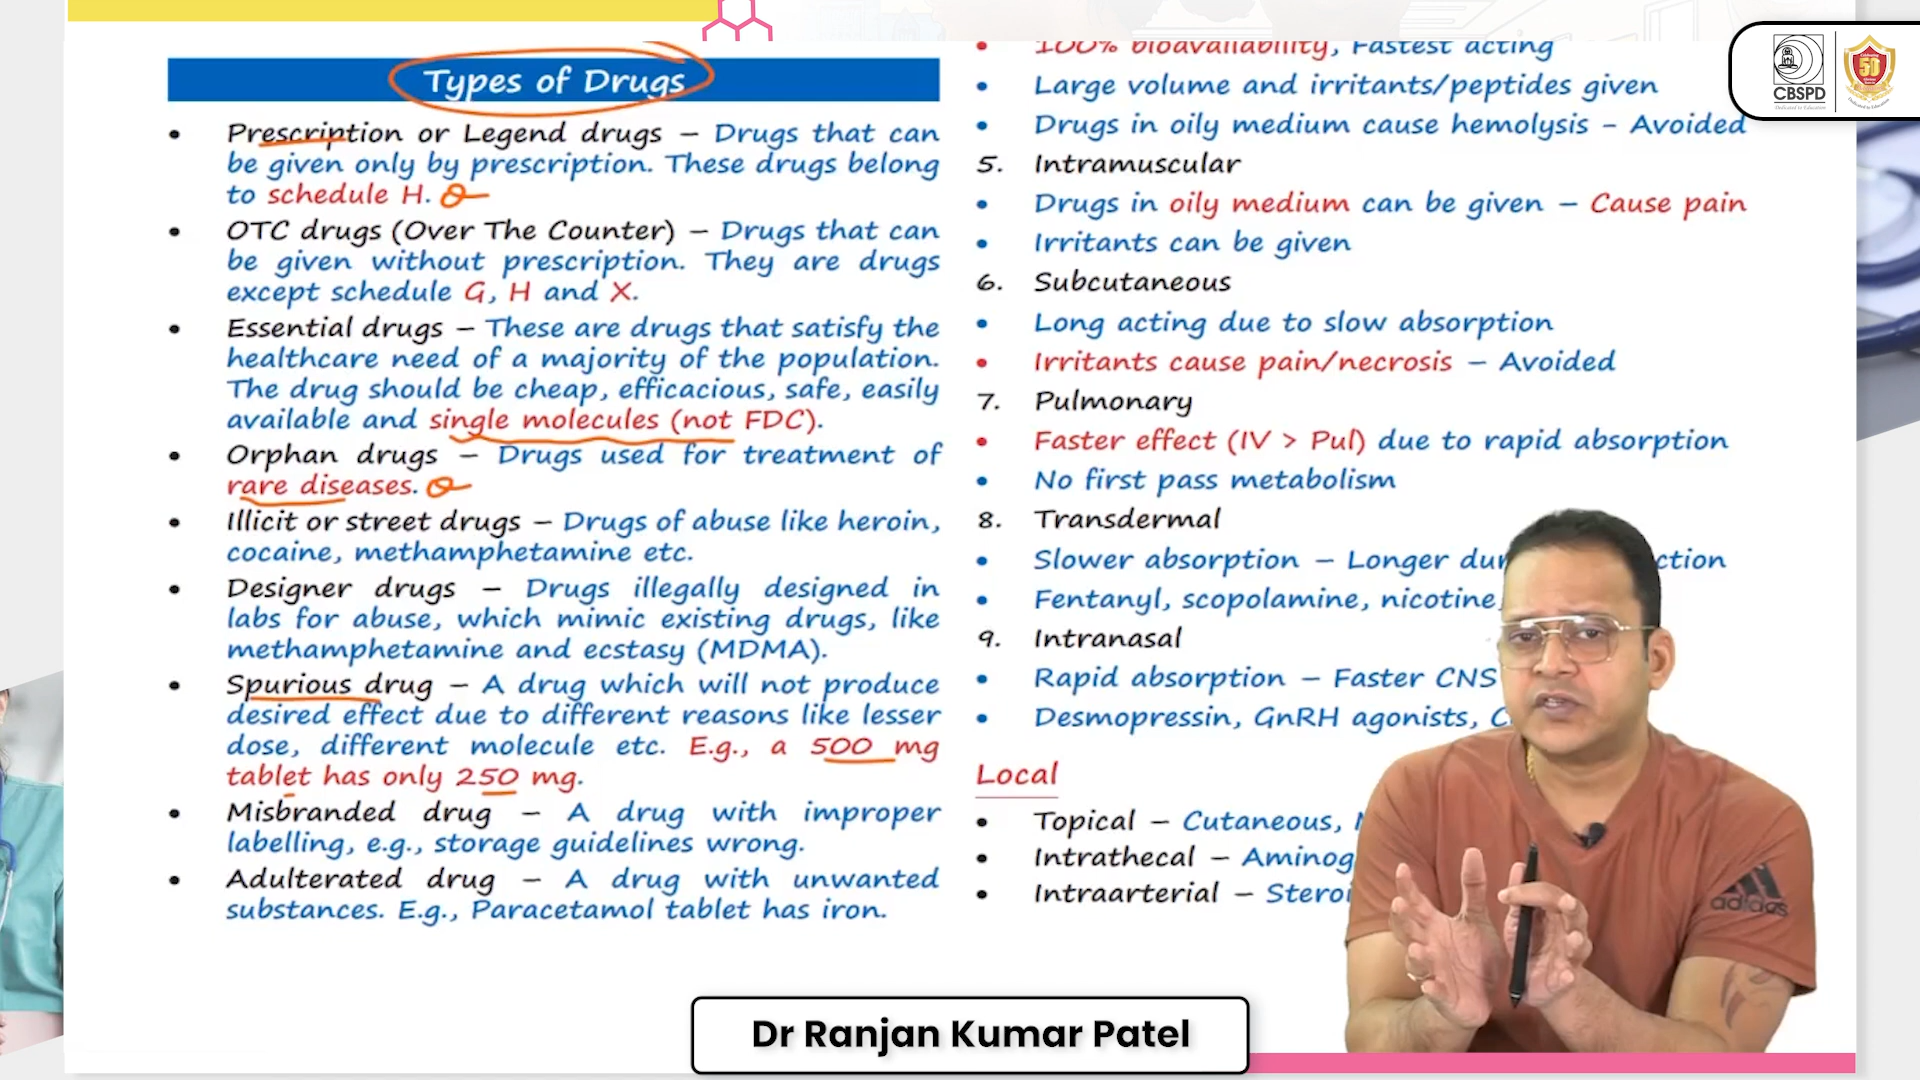 Types of Drugs
• Prescription or Legend drugs – Drugs that can
be given only by prescription. These drugs belong
to schedule H.
• OTC drugs (Over The Counter) – Drugs that can
be given without prescription. They are drugs
except schedule G, H and X.
• Essential drugs – These are drugs that satisfy the
healthcare need of a majority of the population.
The drug should be cheap, efficacious, safe, easily
available and single molecules (not FDC).
• Orphan drugs – Drugs used for treatment of
rare diseases.
• Illicit or street drugs – Drugs of abuse like heroin,
cocaine, methamphetamine etc.
• Designer drugs – Drugs illegally designed in
labs for abuse, which mimic existing drugs, like
methamphetamine and ecstasy (MDMA).
• Spurious drug – A drug which will not produce
desired effect due to different reasons like lesser
dose, different molecule etc. E.g., a 500 mg
tablet has only 250 mg.
• Misbranded drug – A drug with improper
labelling, e.g., storage guidelines wrong.
• Adulterated drug – A drug with unwanted
substances. E.g., Paracetamol tablet has iron.
• 100% bioavailability, Fastest acting
• Large volume and irritants/peptides given
• Drugs in oily medium cause hemolysis – Avoided
5. Intramuscular
• Drugs in oily medium can be given – Cause pain
• Irritants can be given
6. Subcutaneous
• Long acting due to slow absorption
• Irritants cause pain/necrosis – Avoided
7. Pulmonary
• Faster effect (IV > Pul) due to rapid absorption
• No first pass metabolism
8. Transdermal
• Slower absorption – Longer
• Fentanyl, scopolamine, nicotine,
9. Intranasal
• Rapid absorption – Faster CNS
• Desmopressin, GnRH agonists,
Local
• Topical – Cutaneous,
• Intrathecal –
• Intraarterial –
CBSPD
Dedicated to Education
50
adidas
Dr Ranjan Kumar Patel